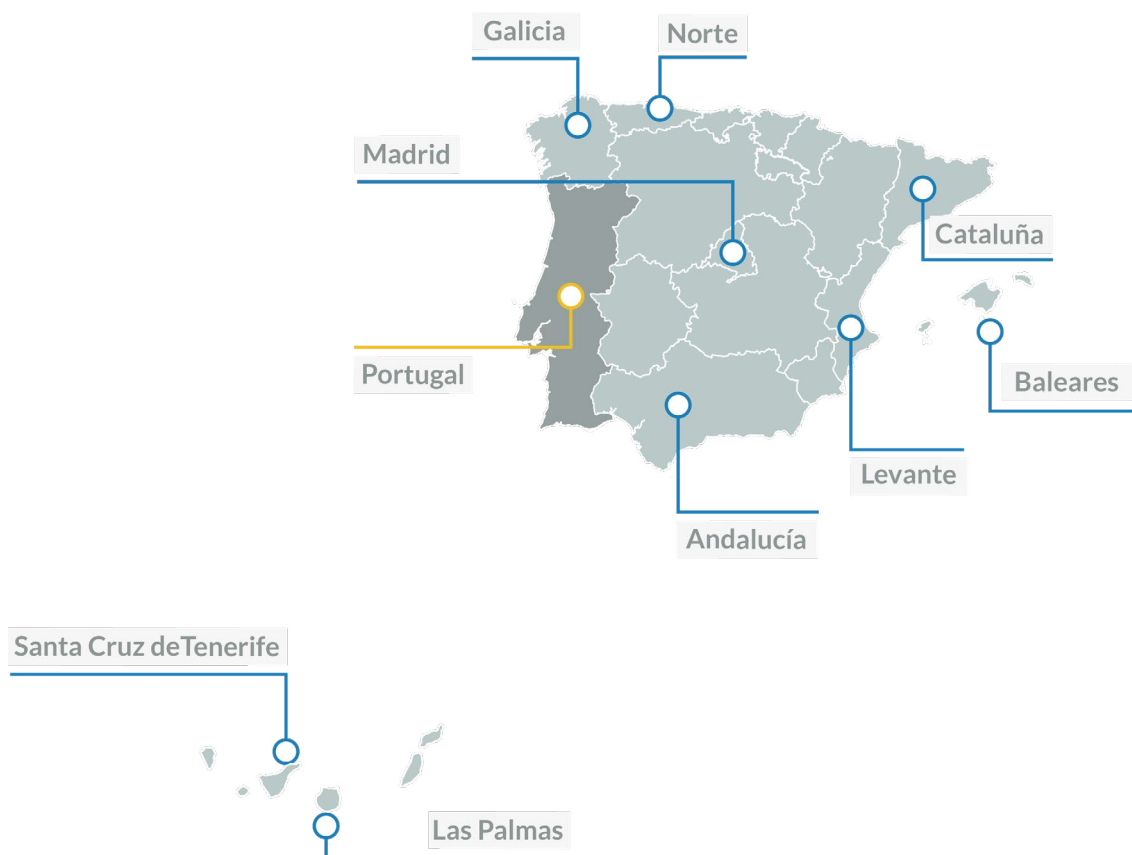 Galicia
Norte
Madrid
Cataluña
Portugal
Baleares
Levante
Andalucía
Santa Cruz deTenerife
Las Palmas